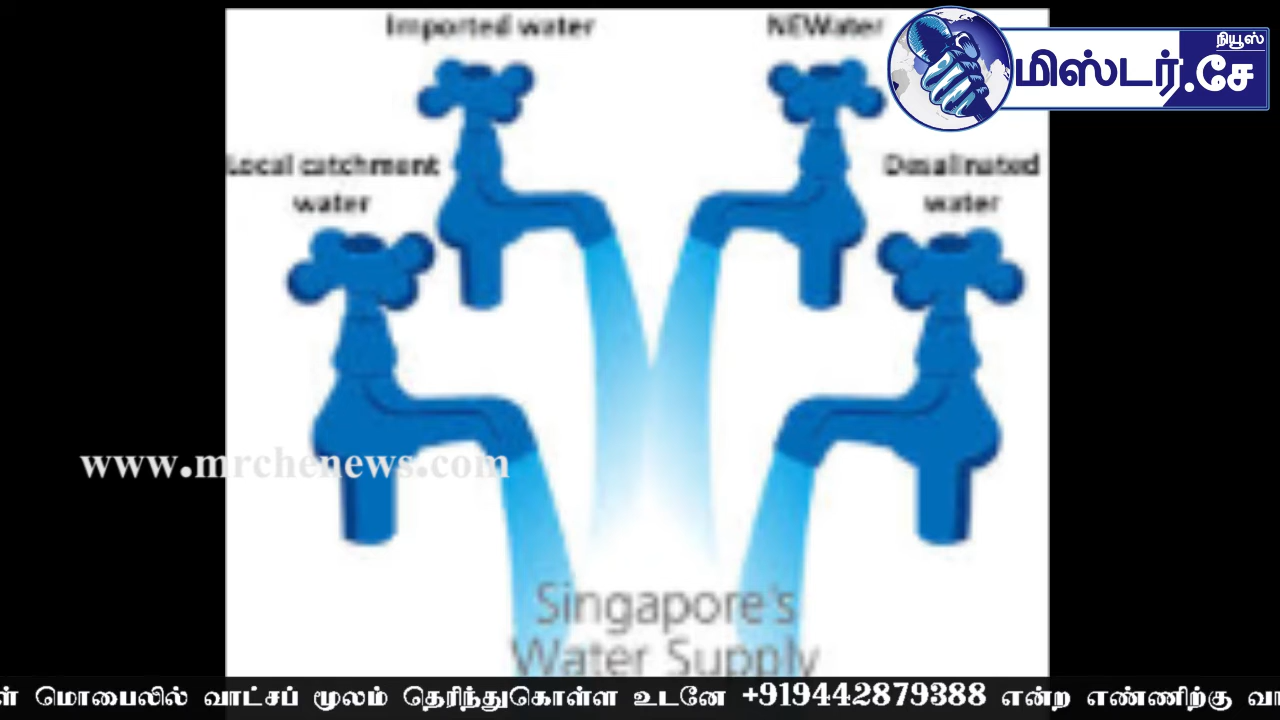 Imported water
NEWater
நியூஸ்
மிஸ்டர்.சே
Local catchment
water
Desalinated
water
www.mrchenews.com
Singapore's
Water Supply
ள் மொபைலில் வாட்சப் மூலம் தெரிந்துகொள்ள உடனே +919442879388 என்ற எண்ணிற்கு வா